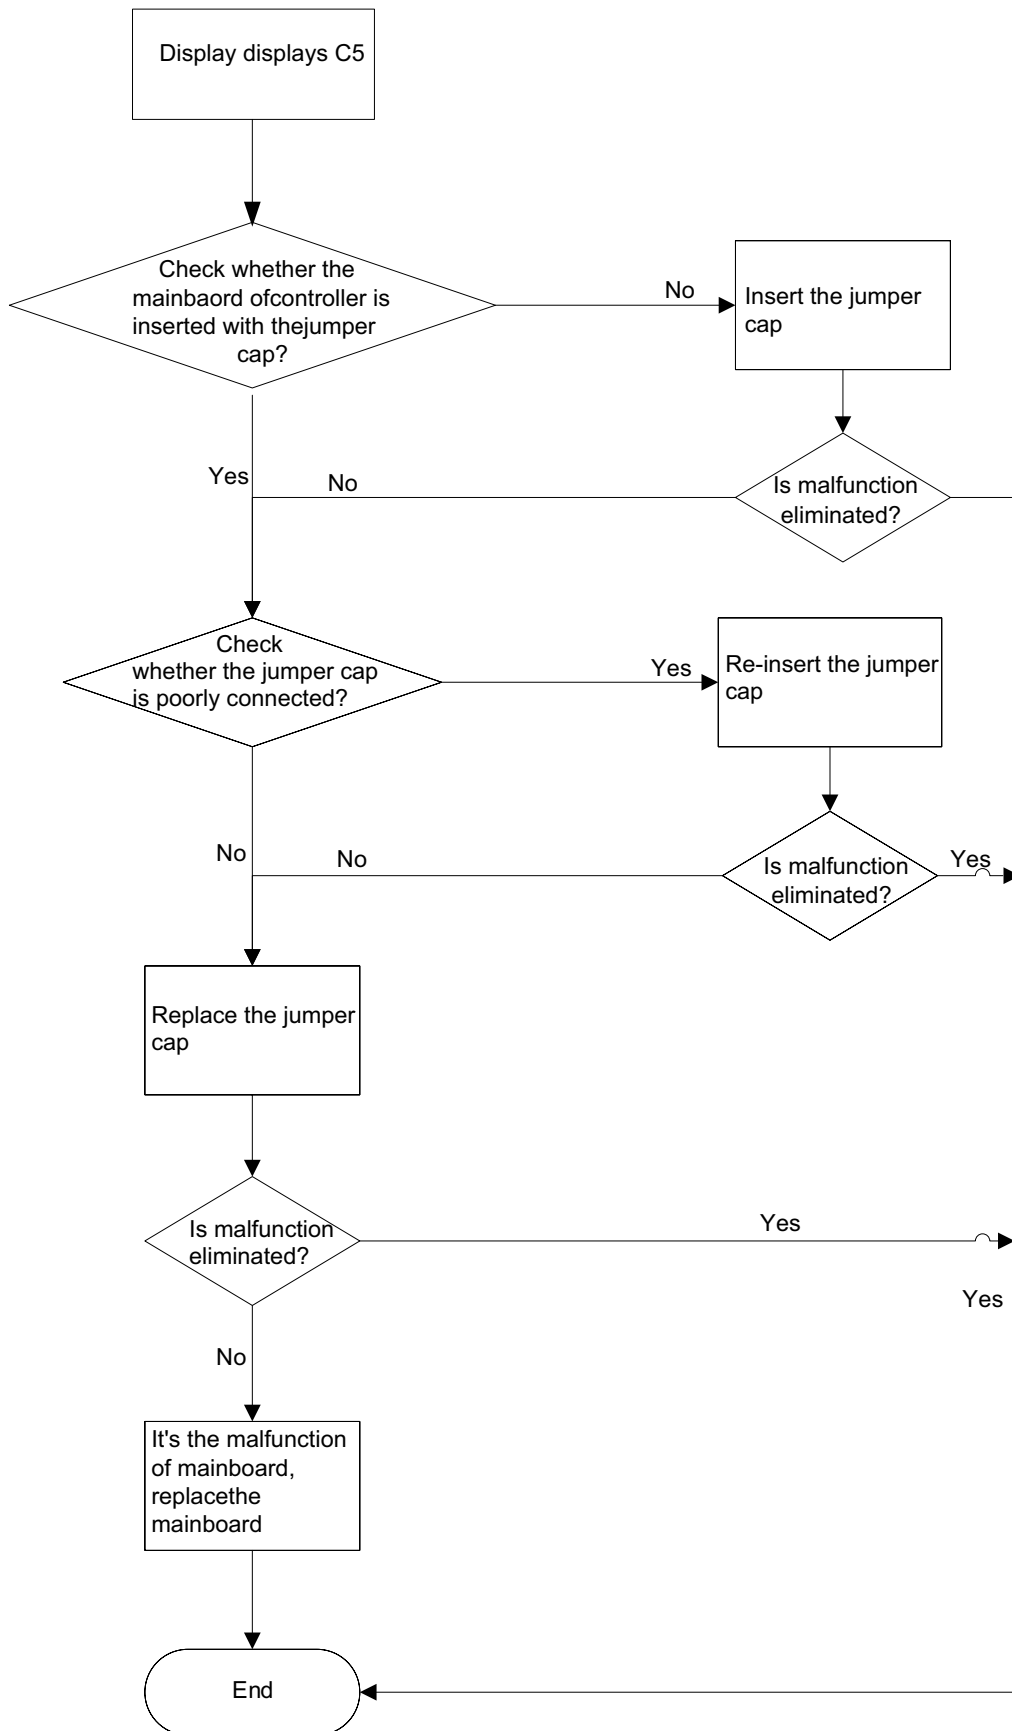 Display displays C5
Check whether the
mainbaord ofcontroller is
inserted with thejumper
cap?
No
Insert the jumper
cap
Yes
No
Is malfunction
eliminated?
Check
whether the jumper cap
is poorly connected?
Yes
Re-insert the jumper
cap
No
No
Is malfunction
eliminated?
Yes
Replace the jumper
cap
Is malfunction
eliminated?
Yes
Yes
No
It's the malfunction
of mainboard,
replacethe
mainboard
End